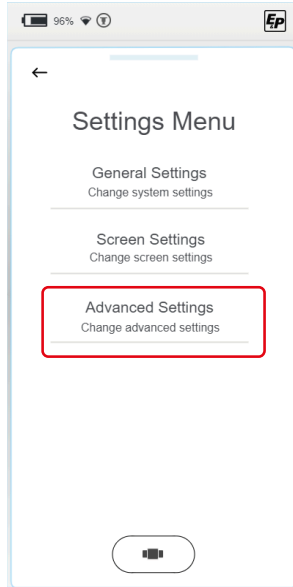 96%
EP
Settings Menu
General Settings
Change system settings
Screen Settings
Change screen settings
Advanced Settings
Change advanced settings